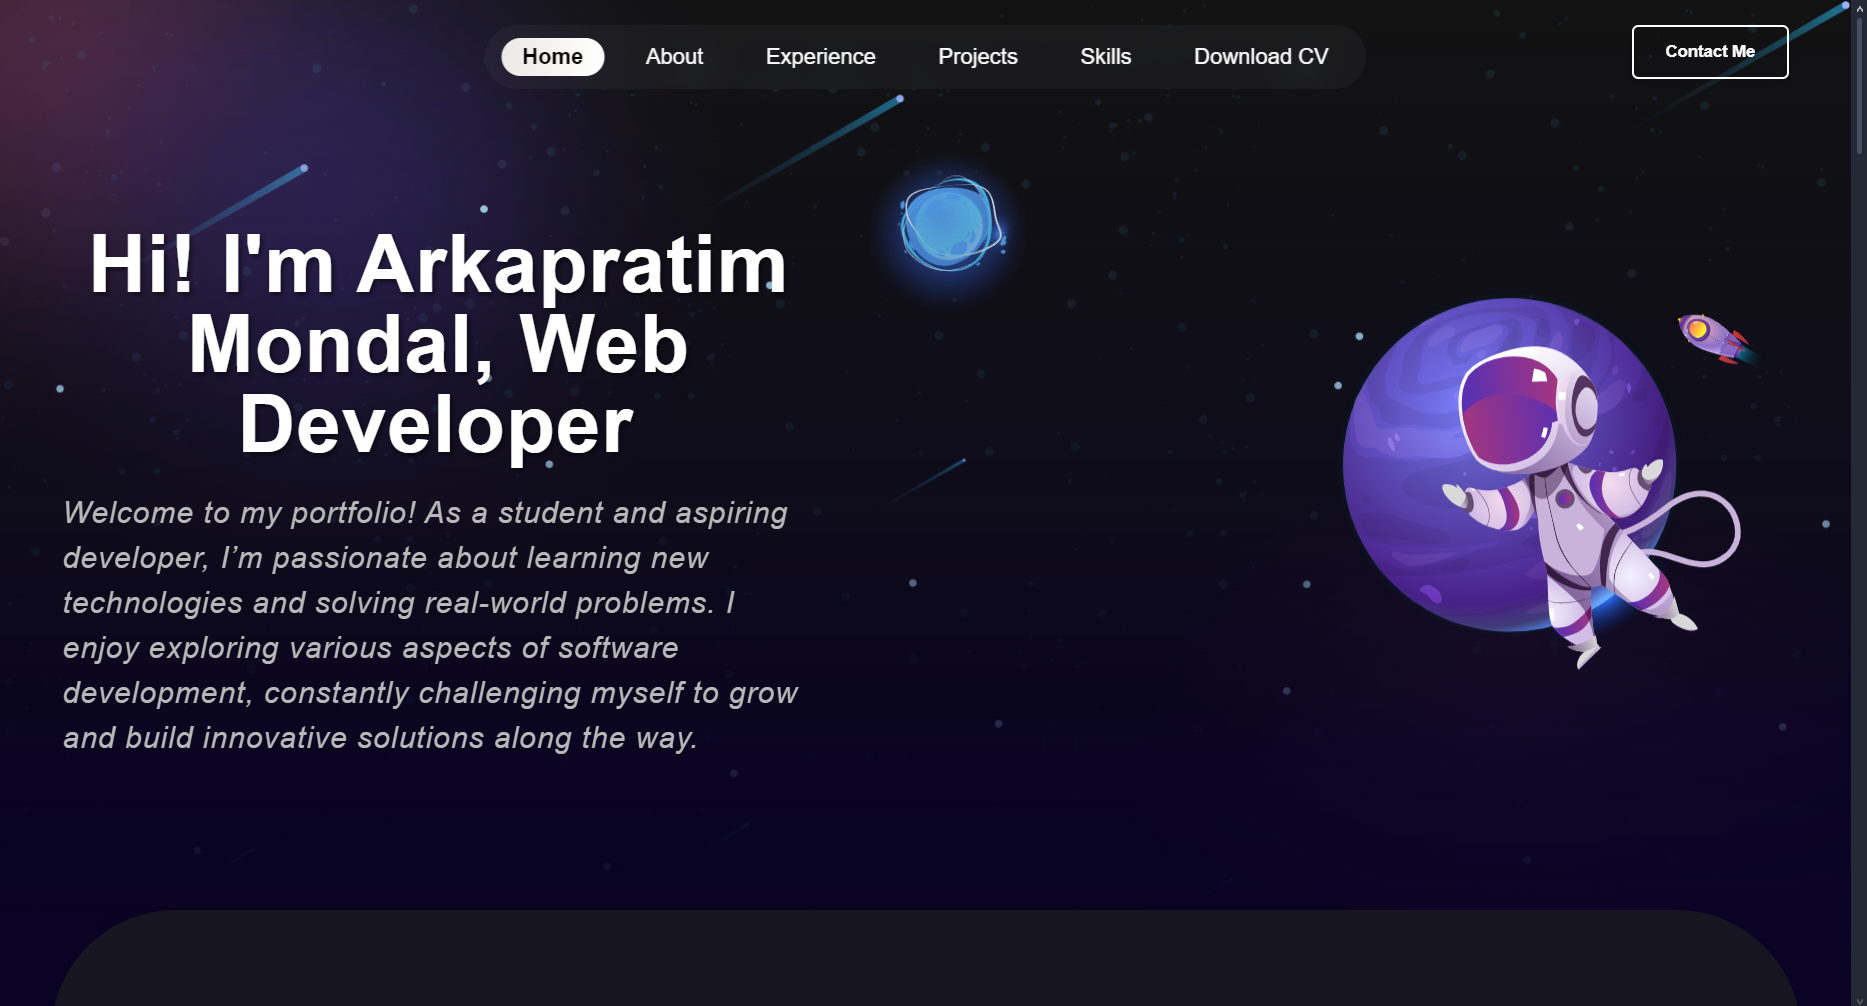 Home About Experience Projects Skills Download CV Contact Me
Hi! I'm Arkapratim
Mondal, Web
Developer
Welcome to my portfolio! As a student and aspiring
developer, I’m passionate about learning new
technologies and solving real-world problems. I
enjoy exploring various aspects of software
development, constantly challenging myself to grow
and build innovative solutions along the way.